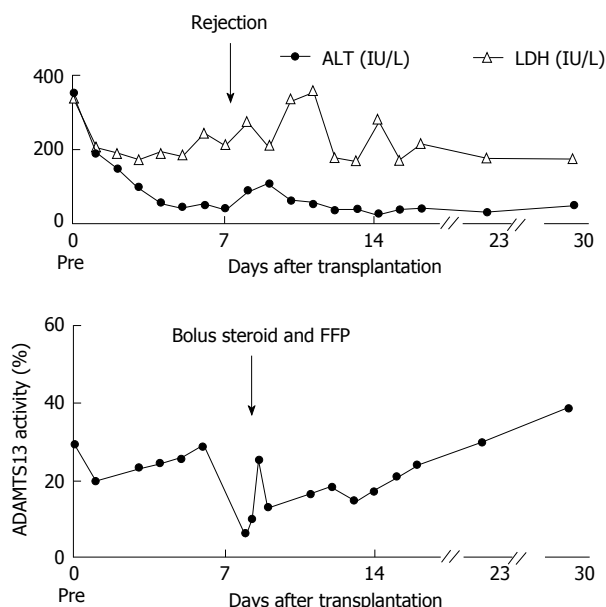 Rejection
ALT (IU/L) LDH (IU/L)
400
200
0
0 7 14 23 30
Pre
Days after transplantation
60
Bolus steroid and FFP
40
ADAMTS13 activity (%)
20
0
0 7 14 23 30
Pre
Days after transplantation